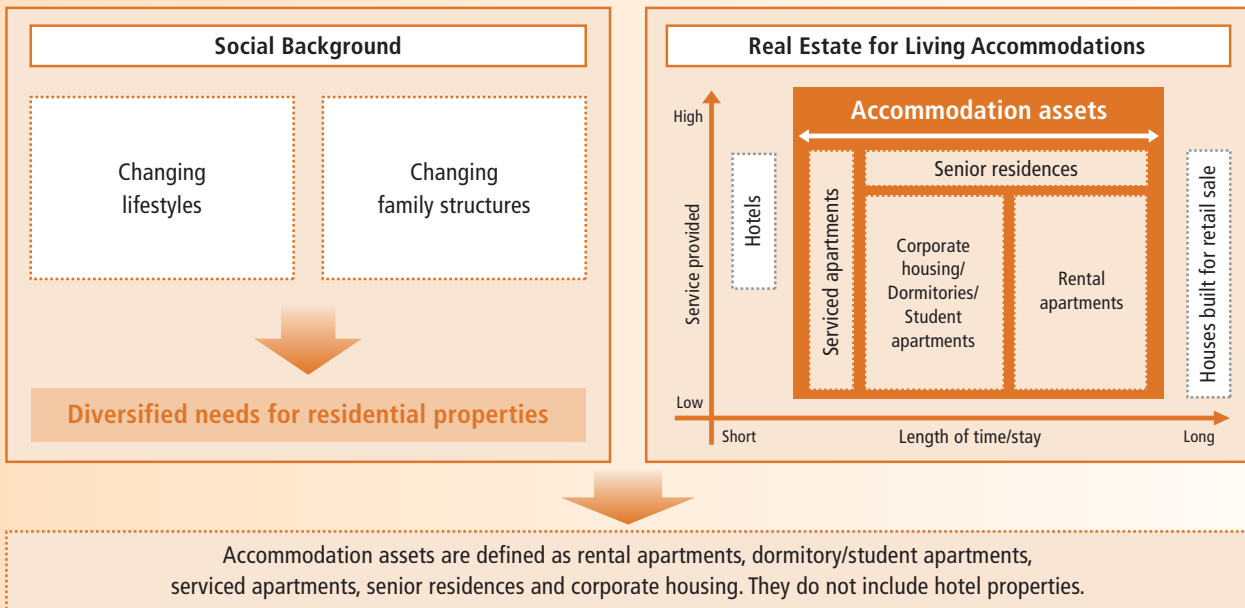 Social Background
Changing
lifestyles
Changing
family structures
Diversified needs for residential properties
Real Estate for Living Accommodations
High
Service provided
Low
Short
Length of time/stay
Long
Hotels
Accommodation assets
Serviced apartments
Senior residences
Corporate
housing/
Dormitories/
Student
apartments
Rental
apartments
Houses built for retail sale
Accommodation assets are defined as rental apartments, dormitory/student apartments,
serviced apartments, senior residences and corporate housing. They do not include hotel properties.